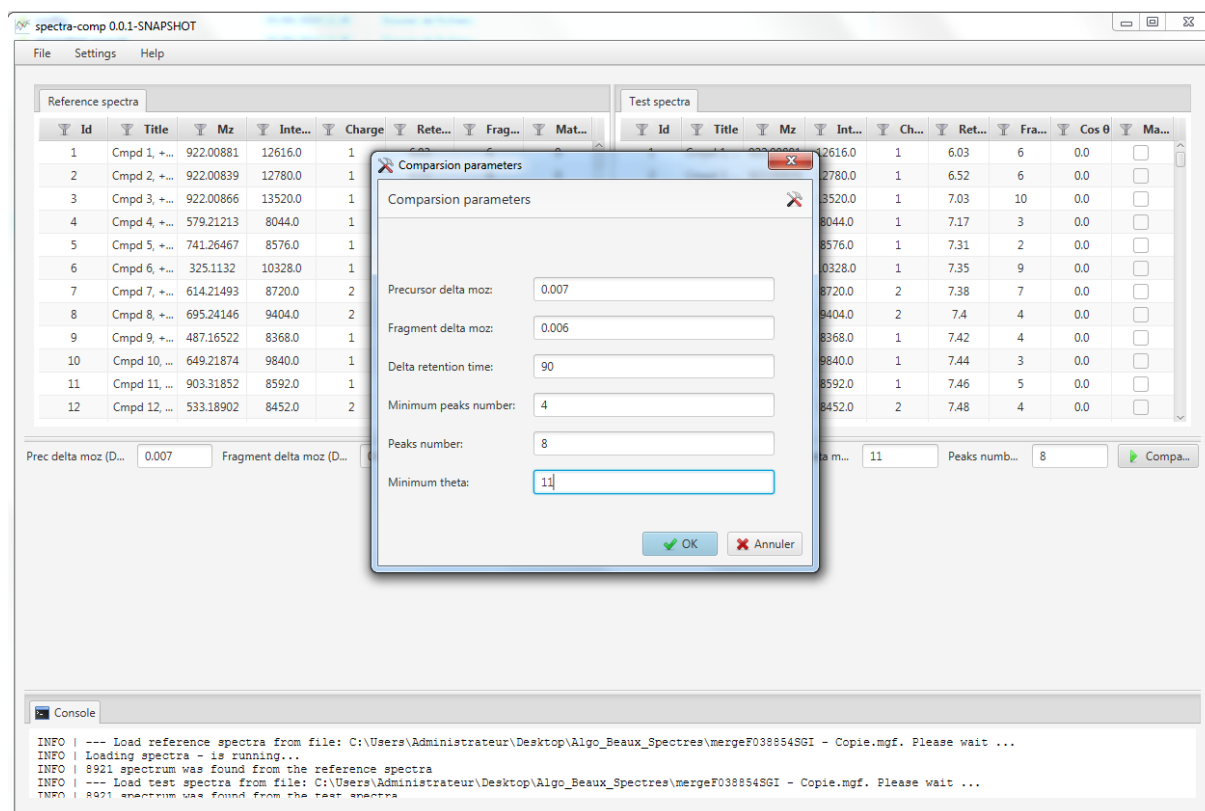 spectra-comp 0.0.1-SNAPSHOT
File Settings Help
Reference spectra Test spectra
Id Title Mz Inte... Charge Rete... Frag... Mat... Id Title Mz Int... Ch... Ret... Fra... Cos θ Ma...
1 Cmpd 1, +... 922.00881 12616.0 1 12616.0 1 6.03 6 0.0
2 Cmpd 2, +... 922.00839 12780.0 1 12780.0 1 6.52 6 0.0
3 Cmpd 3, +... 922.00866 13520.0 1 13520.0 1 7.03 10 0.0
4 Cmpd 4, +... 579.21213 8044.0 1 8044.0 1 7.17 3 0.0
5 Cmpd 5, +... 741.26467 8576.0 1 8576.0 1 7.31 2 0.0
6 Cmpd 6, +... 325.1132 10328.0 1 0328.0 1 7.35 9 0.0
7 Cmpd 7, +... 614.21493 8720.0 2 8720.0 2 7.38 7 0.0
8 Cmpd 8, +... 695.24146 9404.0 2 9404.0 2 7.4 4 0.0
9 Cmpd 9, +... 487.16522 8368.0 1 8368.0 1 7.42 4 0.0
10 Cmpd 10, ... 649.21874 9840.0 1 9840.0 1 7.44 3 0.0
11 Cmpd 11, ... 903.31852 8592.0 1 8592.0 1 7.46 5 0.0
12 Cmpd 12, ... 533.18902 8452.0 2 8452.0 2 7.48 4 0.0
Comparsion parameters
Comparsion parameters
Precursor delta moz: 0.007
Fragment delta moz: 0.006
Delta retention time: 90
Minimum peaks number: 4
Peaks number: 8
Minimum theta: 11
OK Annuler
Prec delta moz (D... 0.007 Fragment delta moz (D... ta m... 11 Peaks numb... 8 Compa...
Console
INFO | --- Load reference spectra from file: C:\Users\Administrateur\Desktop\Algo_Beaux_Spectres\mergeF038854SGI - Copie.mgf. Please wait ...
INFO | Loading spectra - is running...
INFO | 8921 spectrum was found from the reference spectra
INFO | --- Load test spectra from file: C:\Users\Administrateur\Desktop\Algo_Beaux_Spectres\mergeF038854SGI - Copie.mgf. Please wait ...
INFO | 8921 spectrum was found from the test spectra